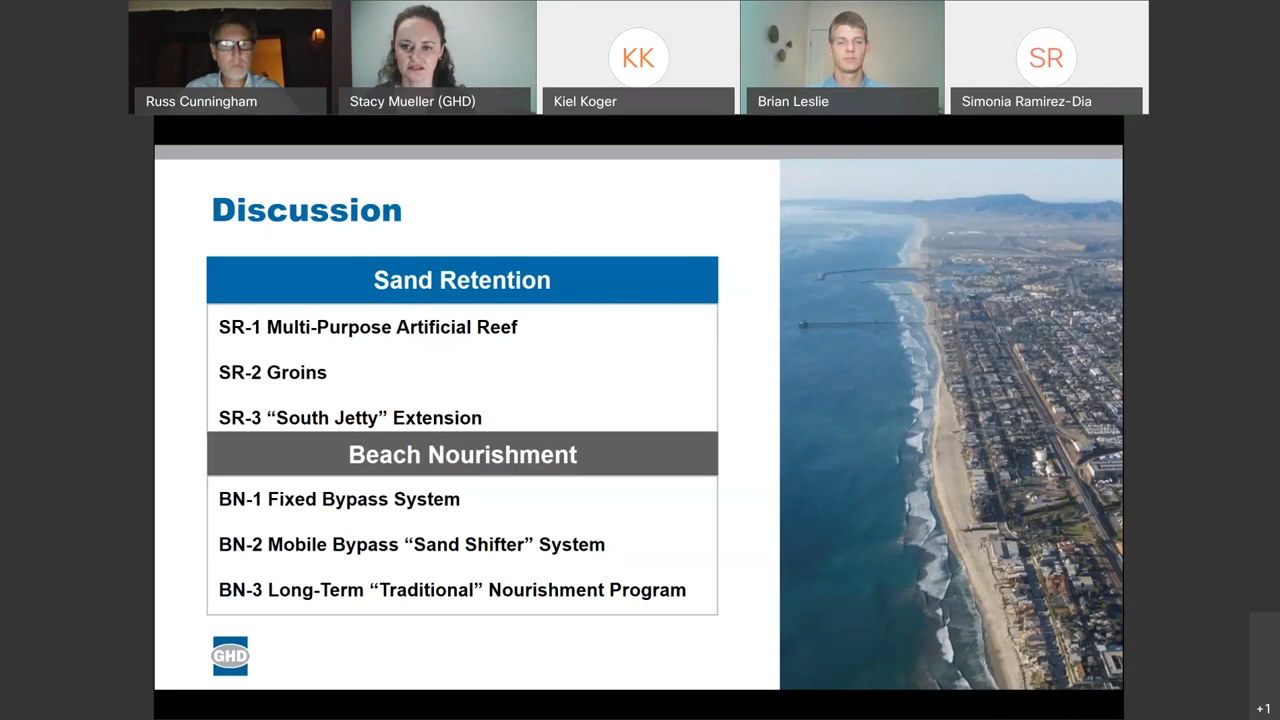 Russ Cunningham
Stacy Mueller (GHD)
KK
Kiel Koger
Brian Leslie
SR
Simonia Ramirez-Dia
Discussion
Sand Retention
SR-1 Multi-Purpose Artificial Reef
SR-2 Groins
SR-3 “South Jetty” Extension
Beach Nourishment
BN-1 Fixed Bypass System
BN-2 Mobile Bypass “Sand Shifter” System
BN-3 Long-Term “Traditional” Nourishment Program
GHD
+1